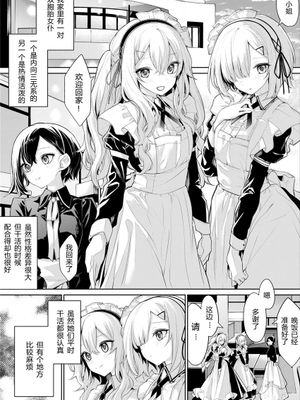 小姐
欢迎回家
我家里有一对
双胞胎女仆
一个是内向三无系的
另一个是热情活泼的
我回来了
虽然性格差异很大
但干活的时候
配合得却也很好
嗯
多谢了
晚饭已经
准备好了
这边
请…
虽然她们平时
干活都很认真
但有个地方
比较麻烦